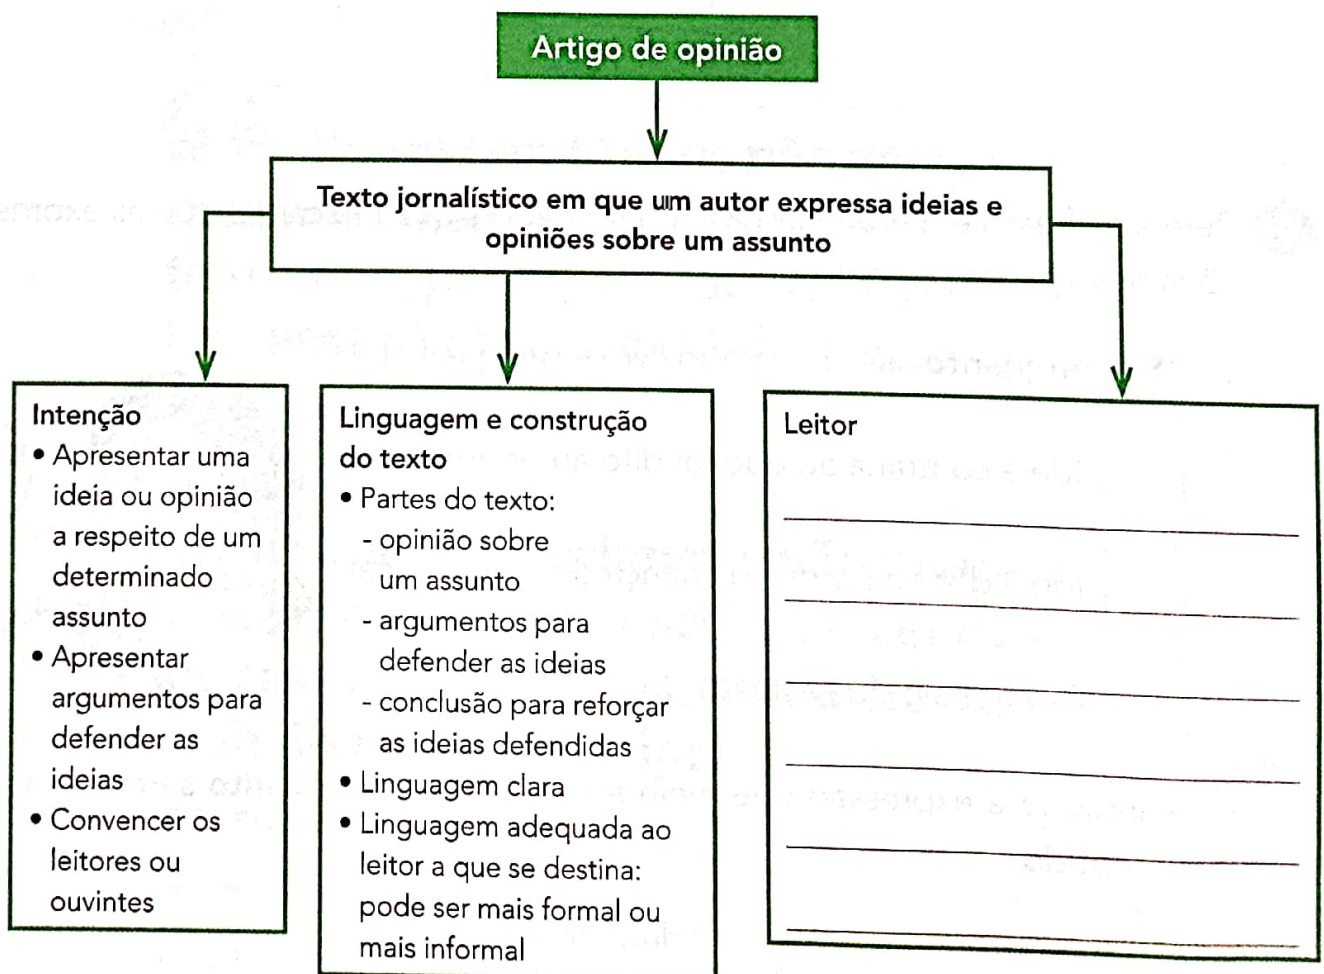 Artigo de opinião
Texto jornalístico em que um autor expressa ideias e
opiniões sobre um assunto
Intenção
• Apresentar uma
ideia ou opinião
a respeito de um
determinado
assunto
• Apresentar
argumentos para
defender as
ideias
• Convencer os
leitores ou
ouvintes
Linguagem e construção
do texto
• Partes do texto:
- opinião sobre
um assunto
- argumentos para
defender as ideias
- conclusão para reforçar
as ideias defendidas
• Linguagem clara
• Linguagem adequada ao
leitor a que se destina:
pode ser mais formal ou
mais informal
Leitor